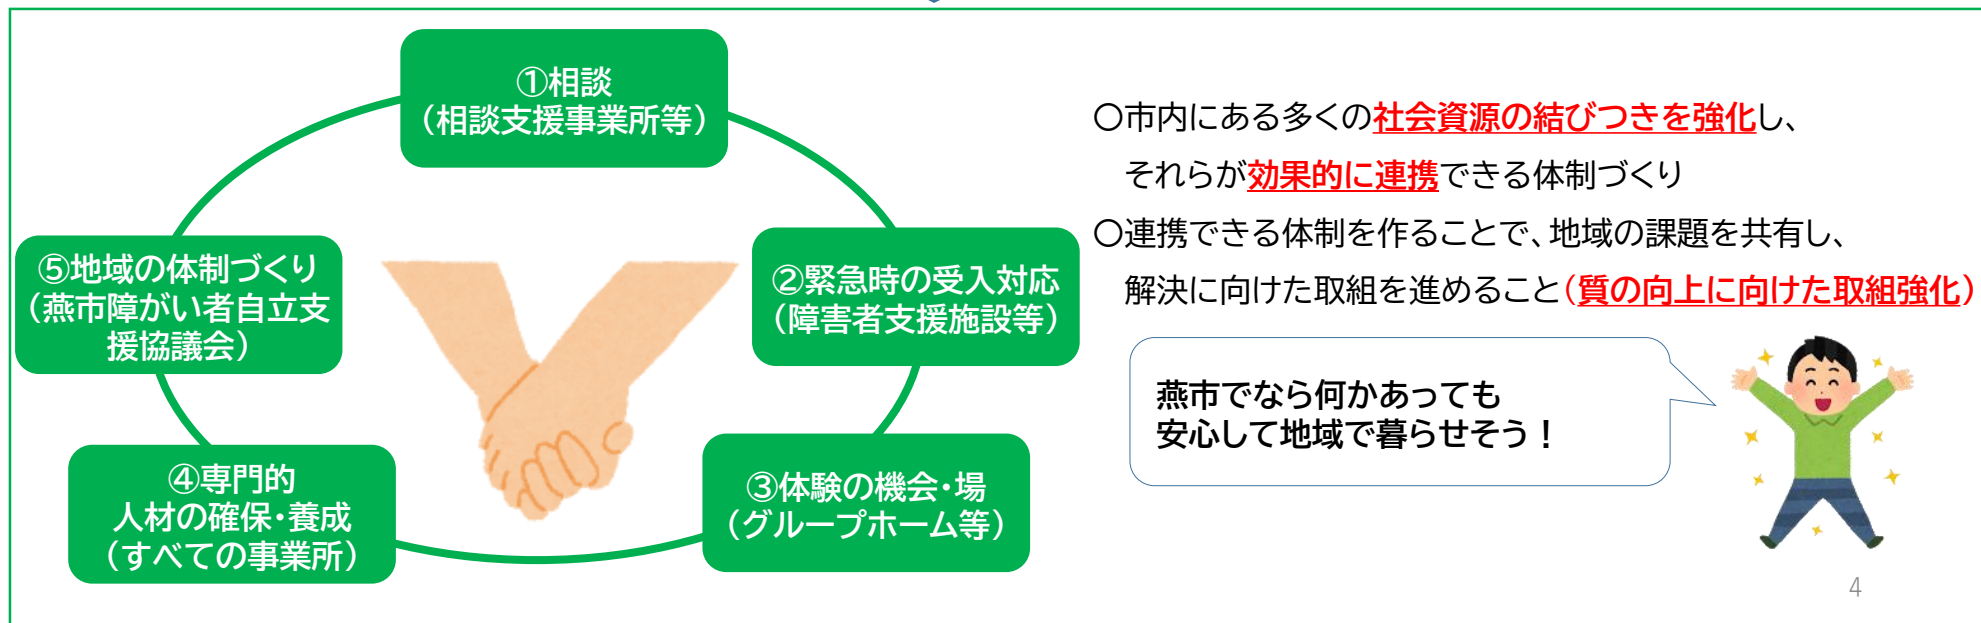 ①相談
（相談支援事業所等）
②緊急時の受入対応
（障害者支援施設等）
③体験の機会・場
（グループホーム等）
④専門的
人材の確保・養成
（すべての事業所）
⑤地域の体制づくり
（燕市障がい者自立支
援協議会）
〇市内にある多くの社会資源の結びつきを強化し、
それらが効果的に連携できる体制づくり
〇連携できる体制を作ることで、地域の課題を共有し、
解決に向けた取組を進めること（質の向上に向けた取組強化）
燕市でなら何かあっても
安心して地域で暮らせそう！
4